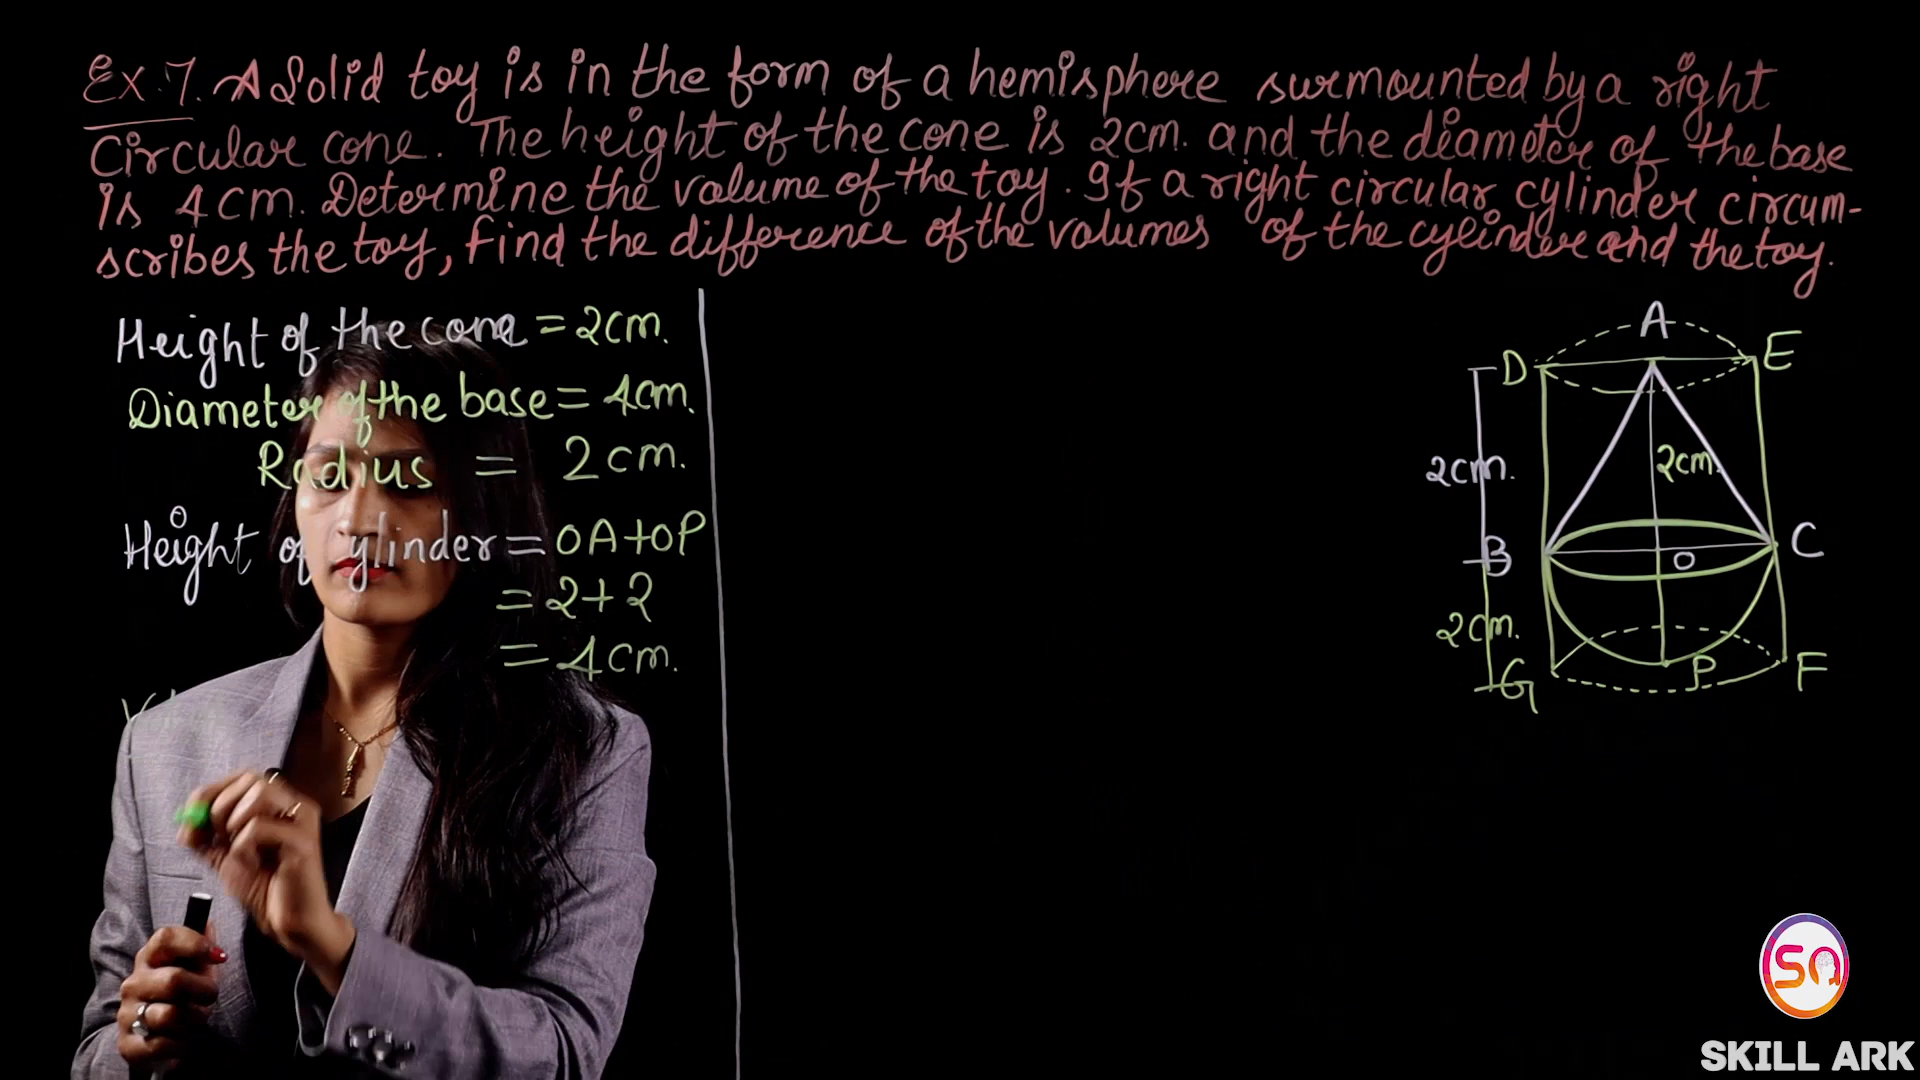 Ex.7. A Solid toy is in the form of a hemisphere surmounted by a right
Circular cone. The height of the cone is 2cm. and the diameter of the base
is 4cm. Determine the volume of the toy. If a right circular cylinder circum-
scribes the toy, find the difference of the volumes of the cylinder and the toy.
Height of the cone = 2cm.
Diameter of the base = 4cm.
Radius = 2cm.
Height of cylinder = OA+OP
= 2+2
= 4cm.
A
D
E
2cm.
2cm.
B
O
C
2cm.
G
P
F
SA
SKILL ARK